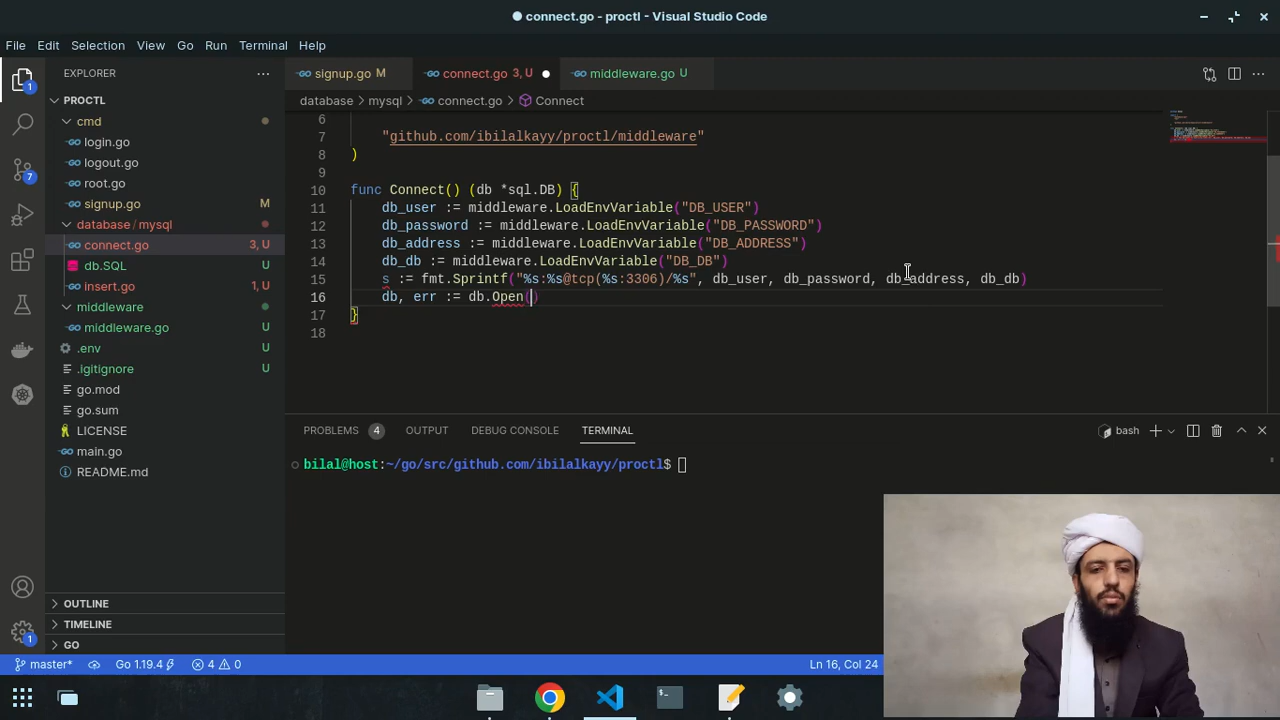 connect.go - proctl - Visual Studio Code
File Edit Selection View Go Run Terminal Help
EXPLORER
signup.go M
connect.go 3, U
middleware.go U
PROCTL
database > mysql > connect.go > Connect
cmd
login.go
logout.go
root.go
signup.go M
database/mysql
connect.go 3, U
db.SQL U
insert.go 1, U
middleware
middleware.go U
.env U
.igitignore U
go.mod
go.sum
LICENSE
main.go
README.md
OUTLINE
TIMELINE
GO
1
7
1
6
7 "github.com/ibilalkayy/proctl/middleware"
8 )
9
10 func Connect() (db *sql.DB) {
11 db_user := middleware.LoadEnvVariable("DB_USER")
12 db_password := middleware.LoadEnvVariable("DB_PASSWORD")
13 db_address := middleware.LoadEnvVariable("DB_ADDRESS")
14 db_db := middleware.LoadEnvVariable("DB_DB")
15 s := fmt.Sprintf("%s:%s@tcp(%s:3306)/%s", db_user, db_password, db_address, db_db)
16 db, err := db.Open()
17 }
18
PROBLEMS 4 OUTPUT DEBUG CONSOLE TERMINAL bash
bilal@host:~/go/src/github.com/ibilalkayy/proctl$
master* Go 1.19.4 4 0 Ln 16, Col 24